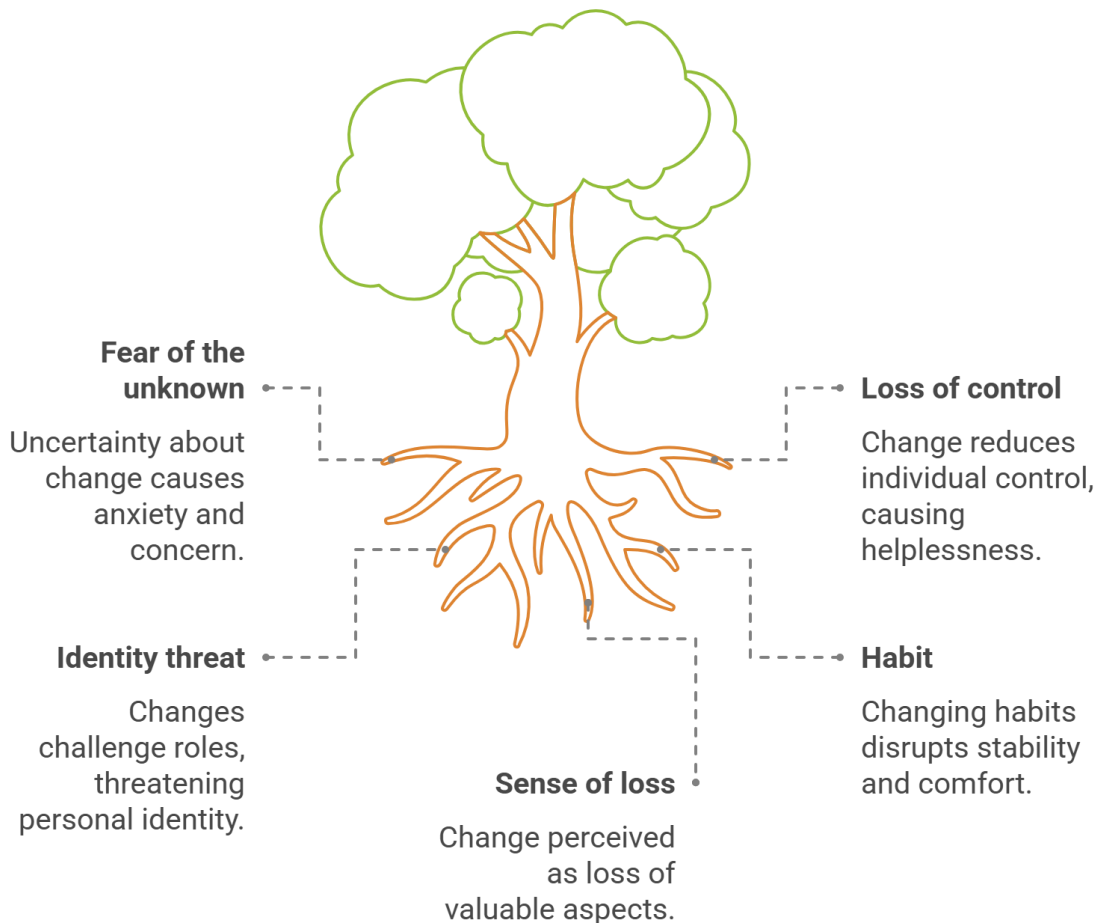 Fear of the
unknown
Uncertainty about
change causes
anxiety and
concern.
Loss of control
Change reduces
individual control,
causing
helplessness.
Identity threat
Changes
challenge roles,
threatening
personal identity.
Habit
Changing habits
disrupts stability
and comfort.
Sense of loss
Change perceived
as loss of
valuable aspects.